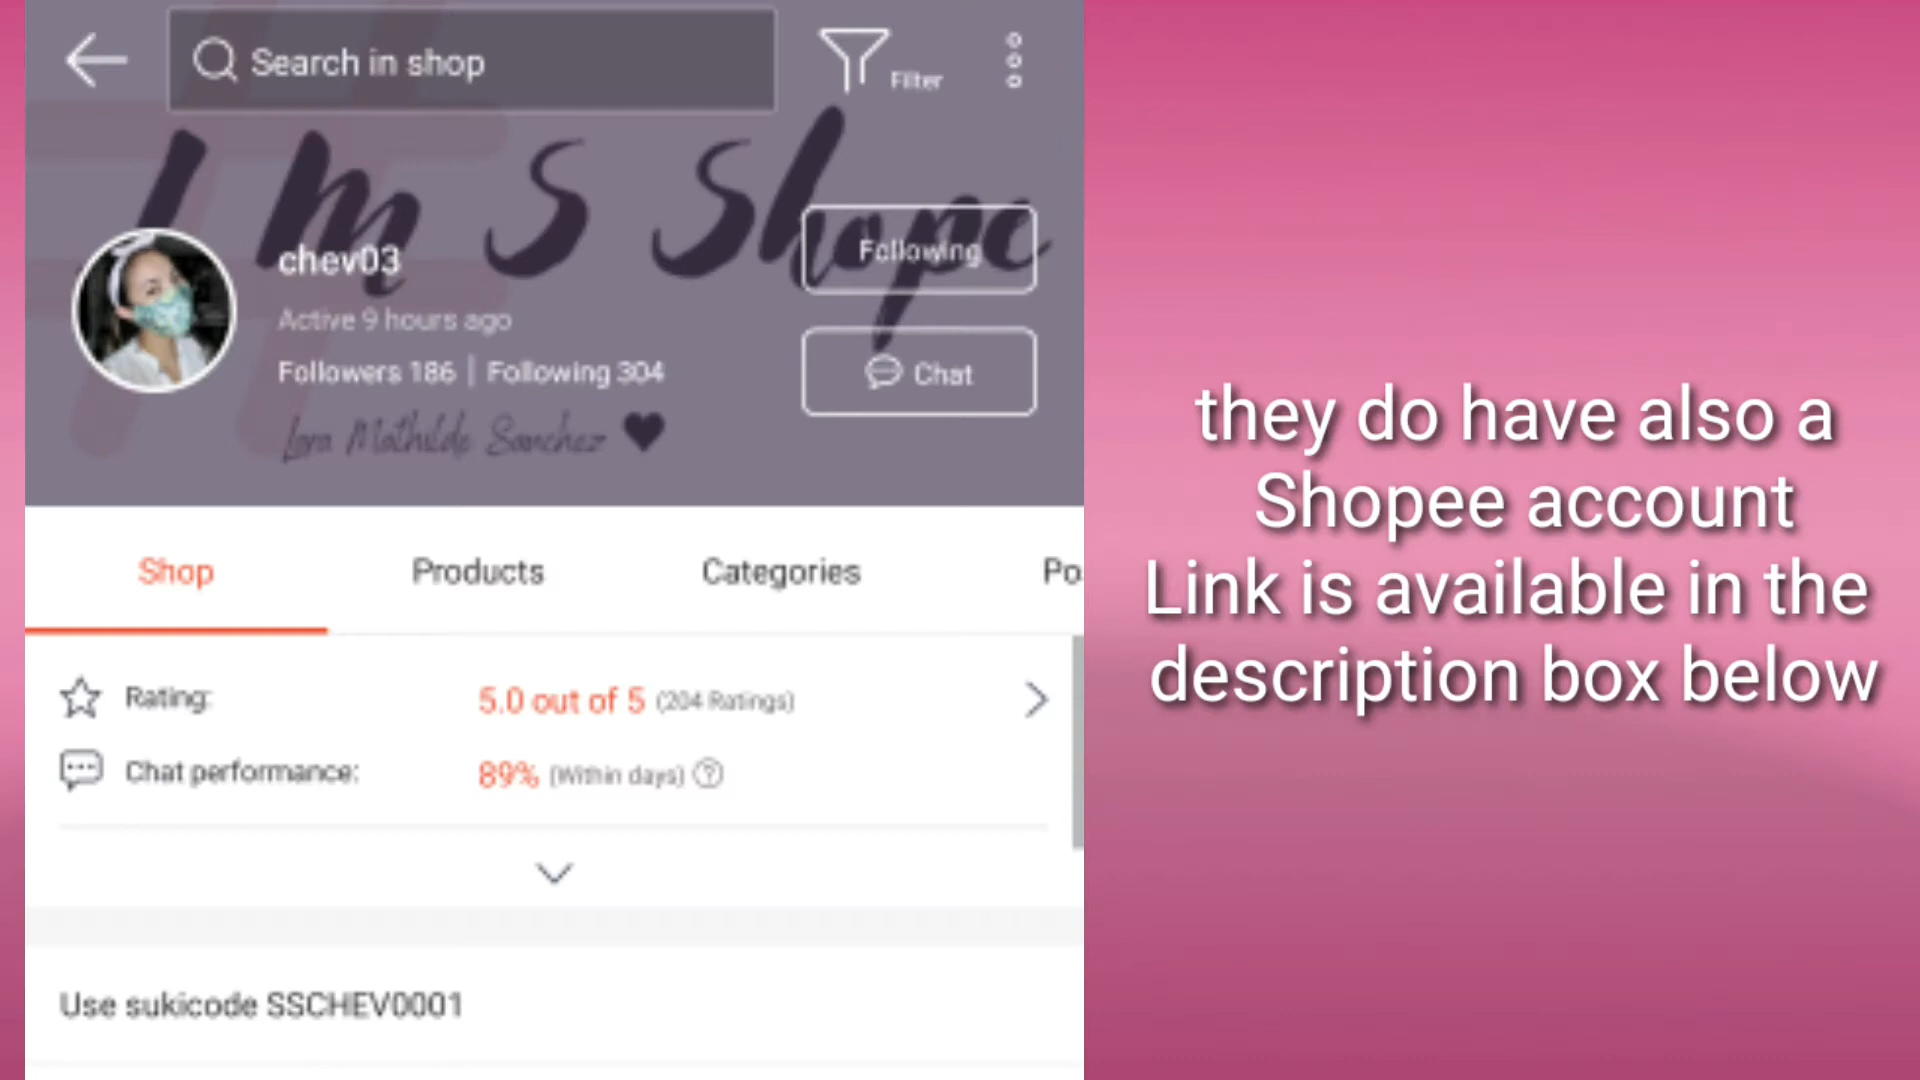 Search in shop
Filter
I M S Shope
chev03
Following
Active 9 hours ago
Followers 186 | Following 304
Chat
Lora Mathilde Sanchez
Shop
Products
Categories
Po
Rating:
5.0 out of 5 (204 Ratings)
Chat performance:
89% (Within days)
Use sukicode SSCHEV0001
they do have also a
Shopee account
Link is available in the
description box below